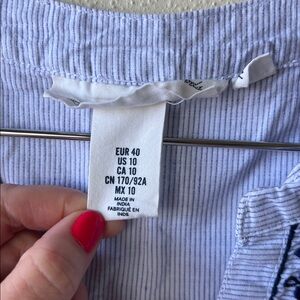 EUR 40
US 10
CA 10
CN 170/92A
MX 10
MADE IN
INDIA
FABRIQUÉ EN
INDE